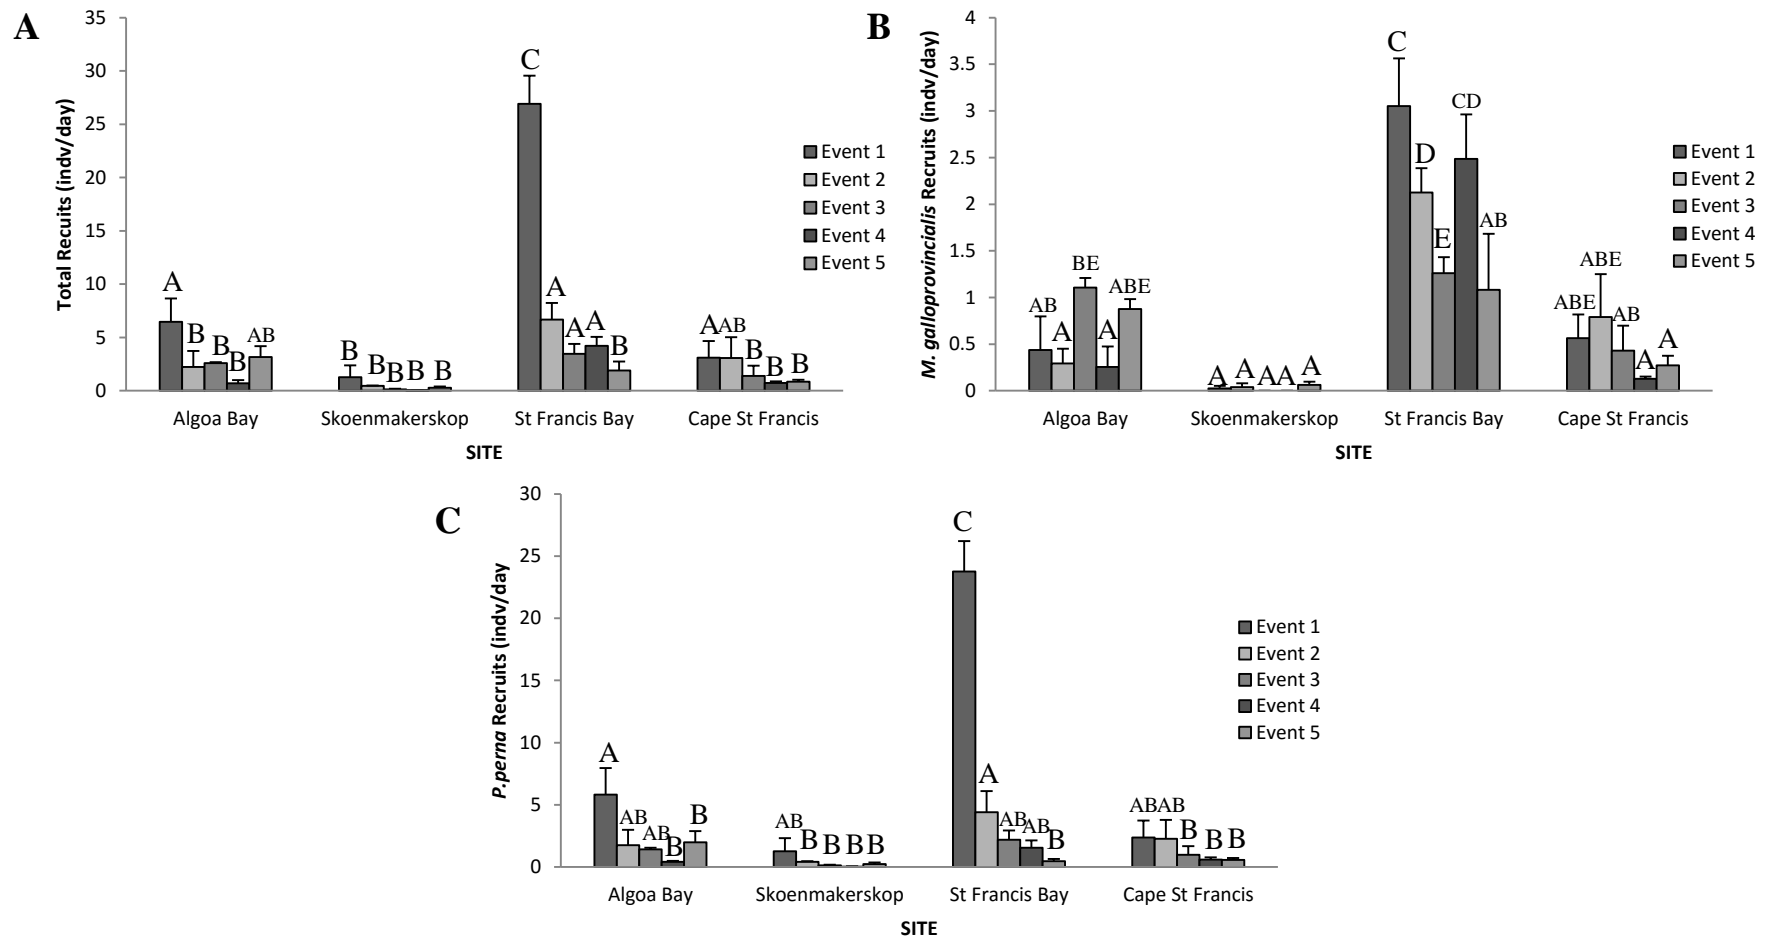 A
Total Recuits (indv/day)
35
30
25
20
15
10
5
0
A
B
B
B
AB
B
B
B
B
B
C
A
A
A
B
A
AB
B
B
B
Algoa Bay
Skoenmakerskop
St Francis Bay
Cape St Francis
SITE
Event 1
Event 2
Event 3
Event 4
Event 5
B
M. galloprovincialis Recruits (indv/day)
4
3.5
3
2.5
2
1.5
1
0.5
0
AB
A
BE
A
ABE
A
A
A
A
A
C
D
E
CD
AB
ABE
ABE
AB
A
A
Algoa Bay
Skoenmakerskop
St Francis Bay
Cape St Francis
SITE
Event 1
Event 2
Event 3
Event 4
Event 5
C
P.perna Recruits (indv/day
30
25
20
15
10
5
0
A
AB
AB
B
B
AB
B
B
B
B
C
A
AB
AB
B
AB
AB
B
B
B
Algoa Bay
Skoenmakerskop
St Francis Bay
Cape St Francis
SITE
Event 1
Event 2
Event 3
Event 4
Event 5